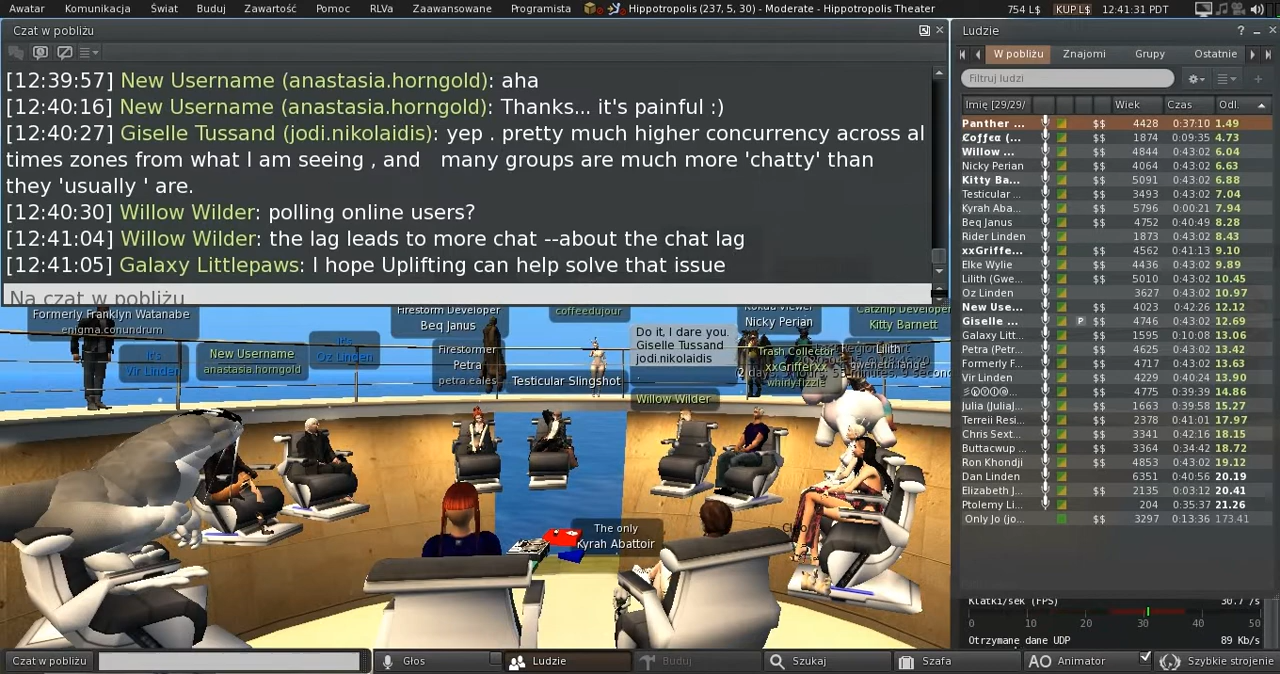 Awatar Komunikacja Świat Buduj Zawartość Pomoc RLVa Zaawansowane Programista Hippotropolis (237, 5, 30) - Moderate - Hippotropolis Theater 754 L$ KUP L$ 12:41:31 PDT
Czat w pobliżu
[12:39:57] New Username (anastasia.horngold): aha
[12:40:16] New Username (anastasia.horngold): Thanks... it's painful :)
[12:40:27] Giselle Tussand (jodi.nikolaidis): yep . pretty much higher concurrency across al
times zones from what I am seeing , and many groups are much more 'chatty' than
they 'usually ' are.
[12:40:30] Willow Wilder: polling online users?
[12:41:04] Willow Wilder: the lag leads to more chat --about the chat lag
[12:41:05] Galaxy Littlepaws: I hope Uplifting can help solve that issue
Na czat w pobliżu
Formerly Franklyn Watanabe
enigma.conundrum
It's
Vir Linden
New Username
anastasia.horngold
It's
Oz Linden
Firestorm Developer
Beq Janus
Firestormer
Petra
petra.eales
coffeedujour
Testicular Slingshot
Do it, I dare you.
Giselle Tussand
jodi.nikolaidis
Willow Wilder
Kokua Viewer
Nicky Perian
Catznip Developer
Kitty Barnett
Trash Collector
xxGrifferXx
whirly.fizzle
Lilith
The only
Kyrah Abattoir
Ludzie
W pobliżu Znajomi Grupy Ostatnie
Filtruj ludzi
Imię [29/29/ Wiek Czas Odl.
Panther ... $$ 4428 0:37:10 1.49
Coffee (... $$ 1874 0:09:35 4.73
Willow ... $$ 4844 0:43:02 6.04
Nicky Perian $$ 4064 0:43:02 6.63
Kitty Ba... $$ 5091 0:43:02 6.88
Testicular ... $$ 3493 0:43:02 7.04
Kyrah Aba... $$ 5796 0:00:21 7.94
Beq Janus $$ 4752 0:40:49 8.28
Rider Linden 1873 0:43:02 8.43
xxGriffe... $$ 4562 0:41:13 9.10
Elke Wylie $$ 4436 0:43:02 9.89
Lilith (Gwe... $$ 5010 0:43:02 10.45
Oz Linden 3627 0:43:02 10.97
New Use... $$ 4023 0:42:26 12.12
Giselle ... P $$ 4746 0:43:02 12.69
Galaxy Litt... $$ 1595 0:10:08 13.06
Petra (Petr... $$ 4625 0:43:02 13.42
Formerly F... $$ 4717 0:43:02 13.63
Vir Linden $$ 4229 0:40:24 13.90
$$ 4775 0:39:39 14.86
Julia (JuliaJ... $$ 1663 0:39:58 15.27
Terreii Resi... $$ 2378 0:41:01 17.97
Chris Sext... $$ 3341 0:42:16 18.15
Buttacwup ... $$ 3364 0:34:42 18.72
Ron Khondji $$ 4853 0:43:02 19.12
Dan Linden 6351 0:40:56 20.19
Elizabeth J... $$ 2135 0:03:12 20.41
Ptolemy Li... 204 0:35:37 21.26
Only Jo (jo... $$ 3297 0:13:36 173.41
Klatki/sek (FPS) 30.7 /s
0 10 20 30 40 50
Otrzymane dane UDP 89 Kb/s
Czat w pobliżu Głos Ludzie Buduj Szukaj Szafa AO Animator Szybkie strojenie